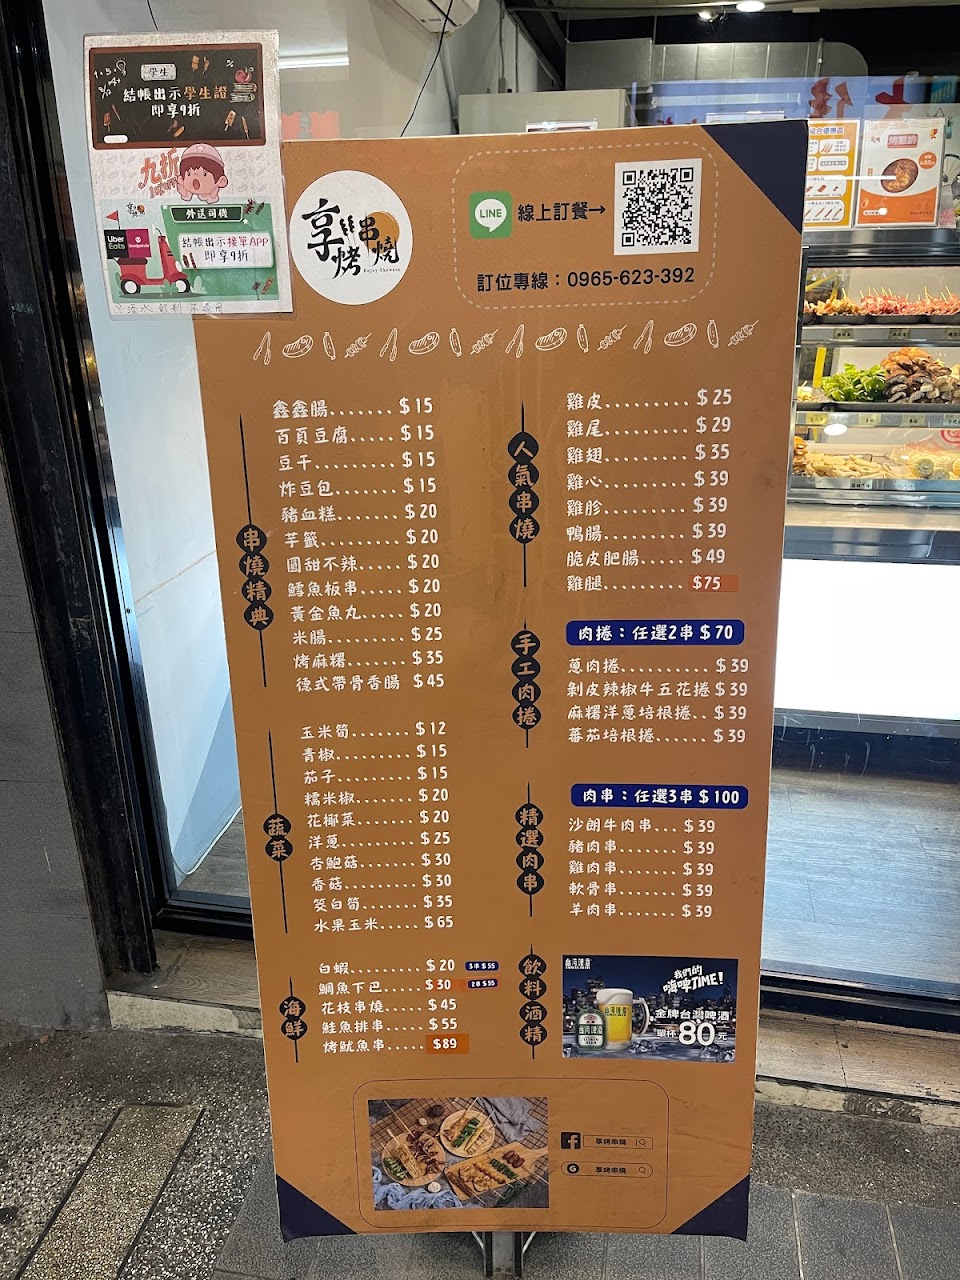 學生
結帳出示學生證
即享9折
九折
外送司機
Uber
Eats
foodpanda
結帳出示接單APP
即享9折
享烤串燒
Enjoy Skewers
LINE
線上訂餐→
訂位專線：0965-623-392
串燒精典
鑫鑫腸.......$15
百頁豆腐.....$15
豆干.........$15
炸豆包.......$15
豬血糕.......$20
芋籤.........$20
圓甜不辣.....$20
鱈魚板串.....$20
黃金魚丸.....$20
米腸.........$25
烤麻糬.......$35
德式帶骨香腸 $45
蔬菜
玉米筍.......$12
青椒.........$15
茄子.........$15
糯米椒.......$20
花椰菜.......$20
洋蔥.........$25
杏鮑菇.......$30
香菇.........$30
筊白筍.......$35
水果玉米.....$65
海鮮
白蝦.........$20 3串$55
鯛魚下巴.....$30 2串$55
花枝串燒.....$45
鮭魚排串.....$55
烤魷魚串.....$89
人氣串燒
雞皮.........$25
雞尾.........$29
雞翅.........$35
雞心.........$39
雞胗.........$39
鴨腸.........$39
脆皮肥腸.....$49
雞腿.........$75
手工肉捲
肉捲：任選2串$70
蔥肉捲..........$39
剝皮辣椒牛五花捲$39
麻糬洋蔥培根捲..$39
蕃茄培根捲......$39
精選肉串
肉串：任選3串$100
沙朗牛肉串...$39
豬肉串.......$39
雞肉串.......$39
軟骨串.......$39
羊肉串.......$39
飲料酒精
台灣啤酒
我們的
嗨啤TIME!
金牌台灣啤酒
單杯80元
享烤串燒
G 享烤串燒